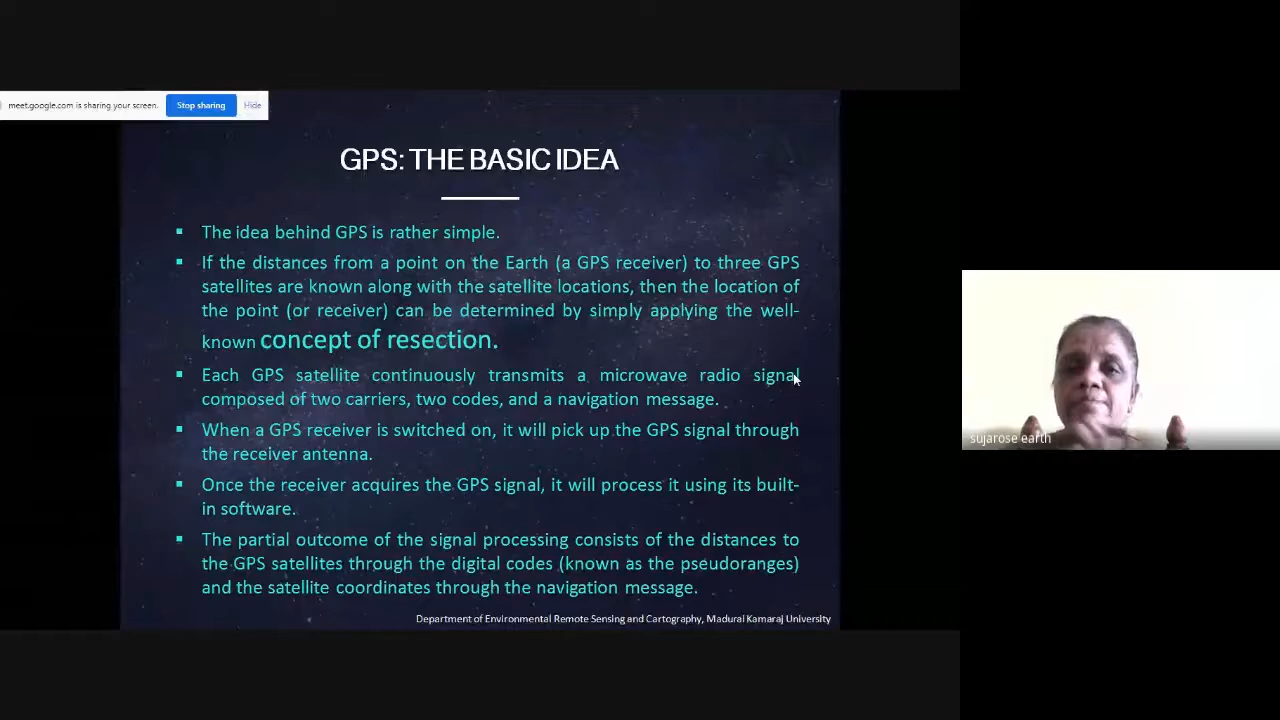 meet.google.com is sharing your screen.
Stop sharing
Hide
GPS: THE BASIC IDEA
▪ The idea behind GPS is rather simple.
▪ If the distances from a point on the Earth (a GPS receiver) to three GPS
satellites are known along with the satellite locations, then the location of
the point (or receiver) can be determined by simply applying the well-
known concept of resection.
▪ Each GPS satellite continuously transmits a microwave radio signal
composed of two carriers, two codes, and a navigation message.
▪ When a GPS receiver is switched on, it will pick up the GPS signal through
the receiver antenna.
▪ Once the receiver acquires the GPS signal, it will process it using its built-
in software.
▪ The partial outcome of the signal processing consists of the distances to
the GPS satellites through the digital codes (known as the pseudoranges)
and the satellite coordinates through the navigation message.
Department of Environmental Remote Sensing and Cartography, Madurai Kamaraj University
sujarose earth